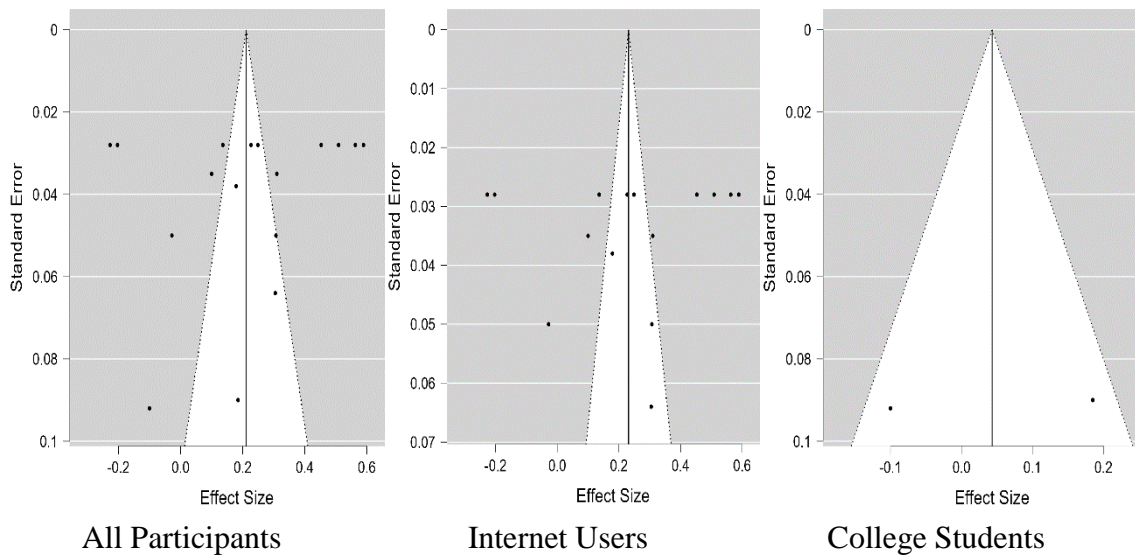 0
0.02
0.04
0.06
0.08
0.1
Standard Error
-0.2 0.0 0.2 0.4 0.6
Effect Size
All Participants
0
0.01
0.02
0.03
0.04
0.05
0.06
0.07
Standard Error
-0.2 0.0 0.2 0.4 0.6
Effect Size
Internet Users
0
0.02
0.04
0.06
0.08
0.1
Standard Error
-0.1 0.0 0.1 0.2
Effect Size
College Students